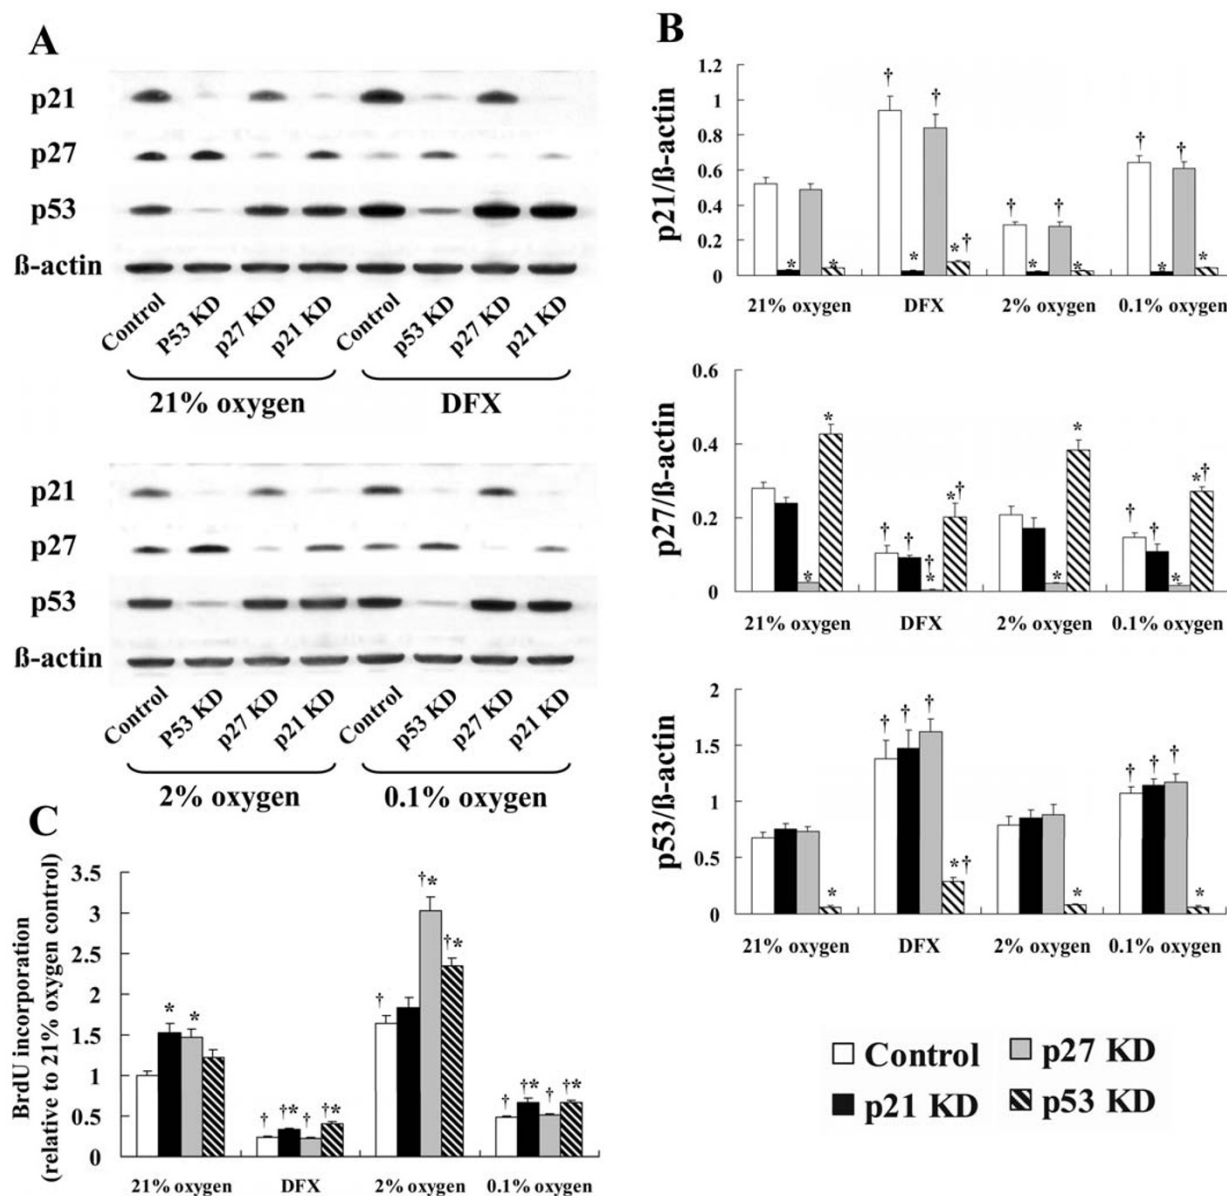 A
p21
p27
p53
ß-actin
Control
P53 KD
p27 KD
p21 KD
Control
p53 KD
p27 KD
p21 KD
21% oxygen
DFX
p21
p27
p53
ß-actin
Control
P53 KD
p27 KD
p21 KD
Control
p53 KD
p27 KD
p21 KD
2% oxygen
0.1% oxygen
B
p21/ß-actin
1.2
1
0.8
0.6
0.4
0.2
0
† † † † † †
* * * *† * * * *
21% oxygen DFX 2% oxygen 0.1% oxygen
p27/ß-actin
0.6
0.4
0.2
0
* * *† *†
† † † † †
* * * *
21% oxygen DFX 2% oxygen 0.1% oxygen
p53/ß-actin
2
1.5
1
0.5
0
† † † † † †
* *† * *
21% oxygen DFX 2% oxygen 0.1% oxygen
C
BrdU incorporation
(relative to 21% oxygen control)
3.5
3
2.5
2
1.5
1
0.5
0
* * † †* † †* † †* †* † †* † †*
21% oxygen DFX 2% oxygen 0.1% oxygen
Control
p27 KD
p21 KD
p53 KD